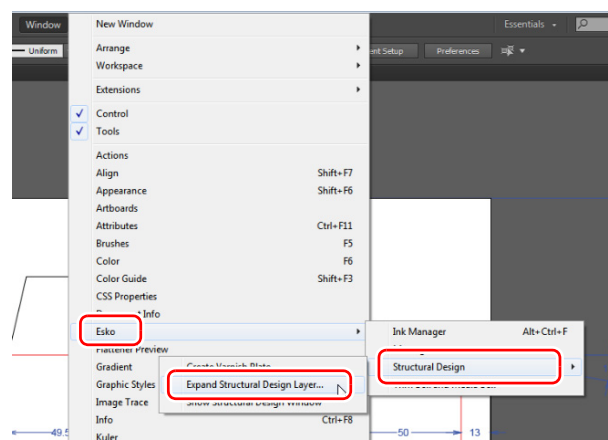 Window
Essentials
Uniform
ent Setup
Preferences
New Window
Arrange
Workspace
Extensions
Control
Tools
Actions
Align Shift+F7
Appearance Shift+F6
Artboards
Attributes Ctrl+F11
Brushes F5
Color F6
Color Guide Shift+F3
CSS Properties
Info
Esko
Flattener Preview
Gradient
Graphic Styles
Image Trace
Info Ctrl+F8
Kuler
Ink Manager Alt+Ctrl+F
Structural Design
Create Varnish Plate
Expand Structural Design Layer...
Show Structural Design Window
49.5
50
13